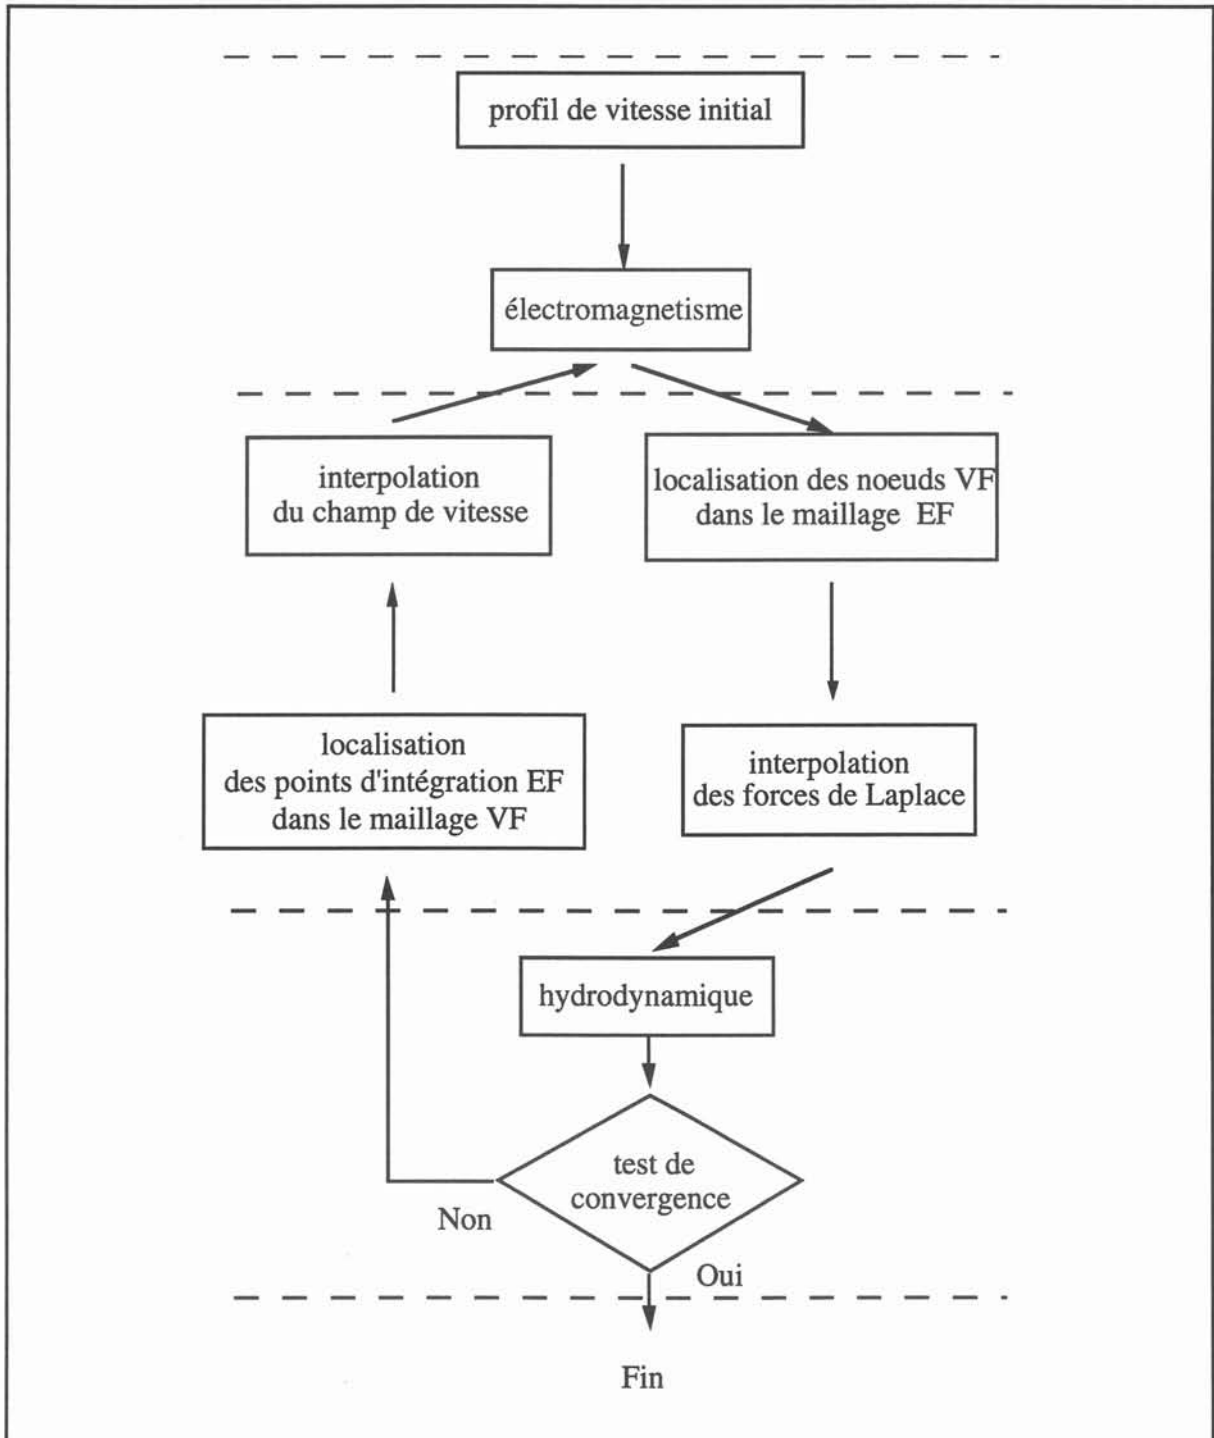 profil de vitesse initial
électromagnetisme
interpolation
du champ de vitesse
localisation des noeuds VF
dans le maillage EF
localisation
des points d'intégration EF
dans le maillage VF
interpolation
des forces de Laplace
hydrodynamique
test de
convergence
Non
Oui
Fin